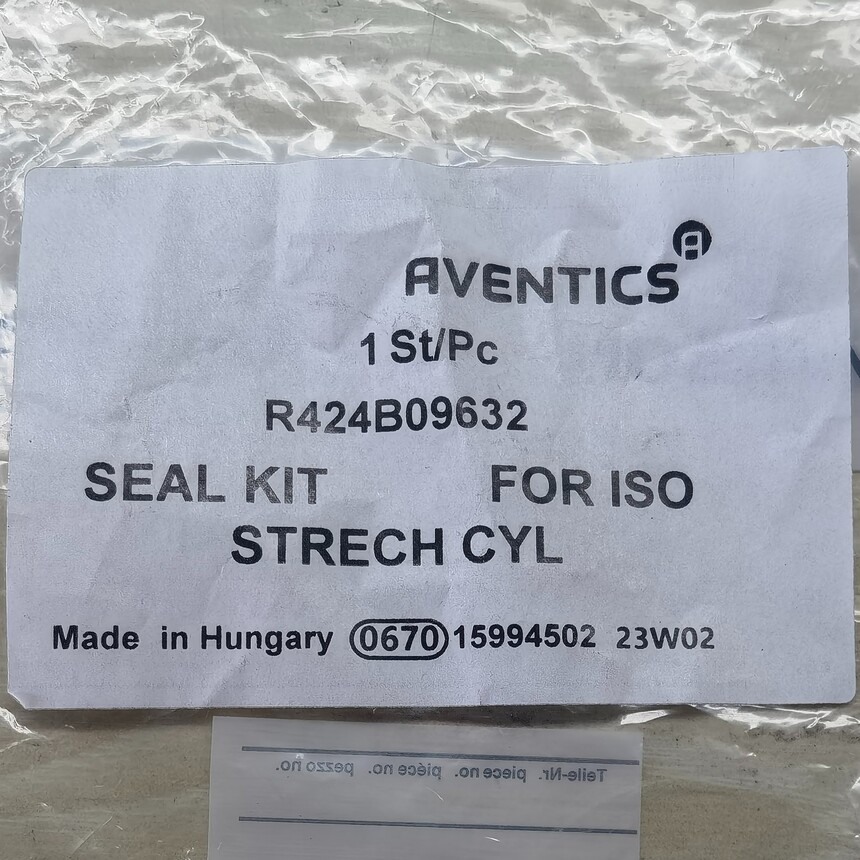 AVENTICS
1 St/Pc
R424B09632
SEAL KIT FOR ISO
STRECH CYL
Made in Hungary 0670 15994502 23W02
Teile-Nr. piece no. piéce no. pezzo no.